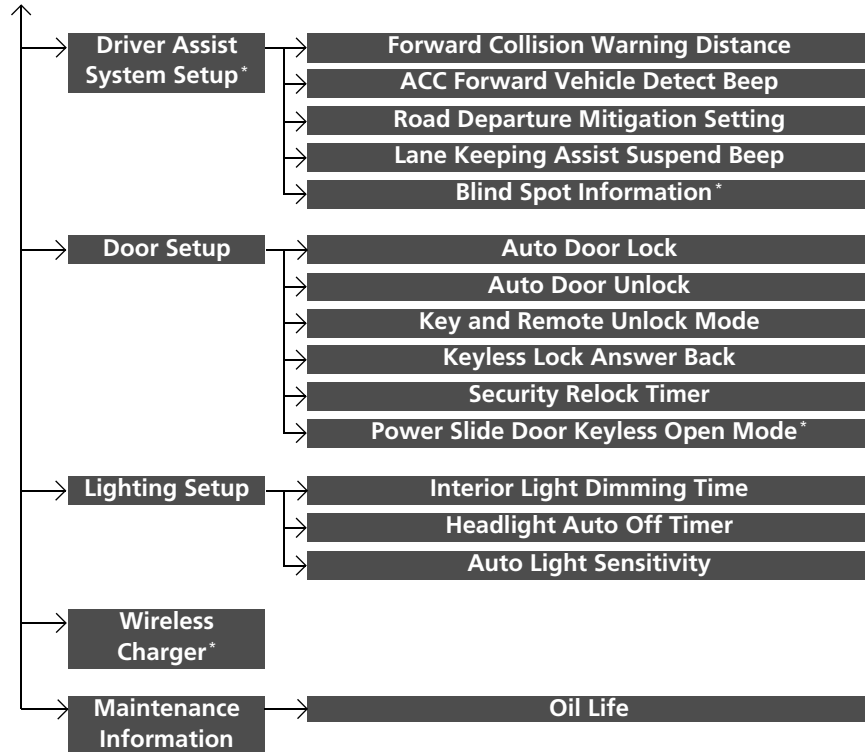 Driver Assist
System Setup*
Forward Collision Warning Distance
ACC Forward Vehicle Detect Beep
Road Departure Mitigation Setting
Lane Keeping Assist Suspend Beep
Blind Spot Information*
Door Setup
Auto Door Lock
Auto Door Unlock
Key and Remote Unlock Mode
Keyless Lock Answer Back
Security Relock Timer
Power Slide Door Keyless Open Mode*
Lighting Setup
Interior Light Dimming Time
Headlight Auto Off Timer
Auto Light Sensitivity
Wireless
Charger*
Maintenance
Information
Oil Life